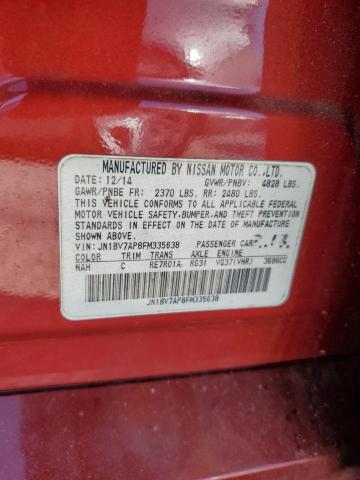 MANUFACTURED BY NISSAN MOTOR CO.,LTD.
DATE: 12/14 GVWR/PNBV: 4828 LBS.
GAWR/PNBE FR: 2370 LBS. RR: 2480 LBS.
THIS VEHICLE CONFORMS TO ALL APPLICABLE FEDERAL
MOTOR VEHICLE SAFETY, BUMPER, AND THEFT PREVENTION
STANDARDS IN EFFECT ON THE DATE OF MANUFACTURE
SHOWN ABOVE.
VIN: JN1BV7AP8FM335638 PASSENGER CAR
COLOR TRIM TRANS AXLE ENGINE
NAH C RE7R01A RG31 VQ37(VHR) 3696CC
JN1BV7AP8FM335638